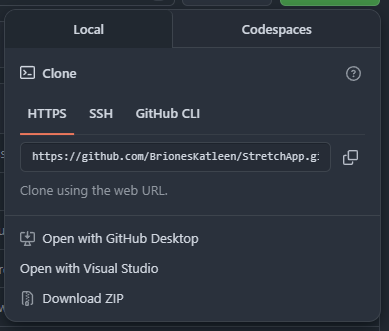 Local
Codespaces
Clone
HTTPS
SSH
GitHub CLI
https://github.com/BrionesKatleen/StretchApp.gi
Clone using the web URL.
Open with GitHub Desktop
Open with Visual Studio
Download ZIP